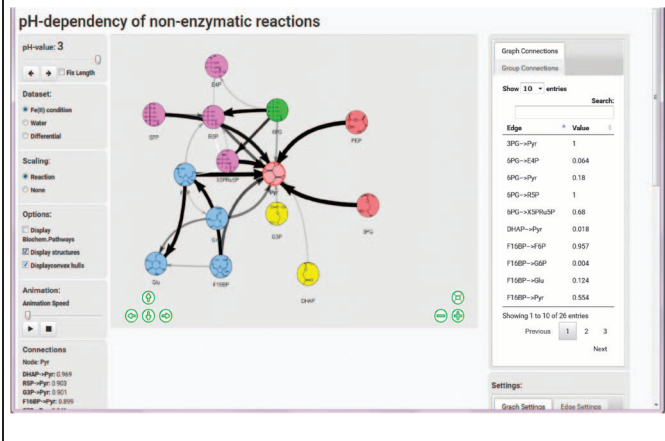 pH-dependency of non-enzymatic reactions
pH-value: 3
Fix Length
Dataset:
Fe(II) condition
Water
Differential
Scaling:
Reaction
None
Options:
Display
Biochem.Pathways
Display structures
Displayconvex hulls
Animation:
Animation Speed
Connections
Node: Pyr
DHAP->Pyr: 0.969
R5P->Pyr: 0.903
G3P->Pyr: 0.901
F16BP->Pyr: 0.899
E4P
6PG
PEP
R5P
X5PRu5P
Pyr
3PG
G3P
Glu
F16BP
DHAP
Graph Connections
Group Connections
Show 10 entries
Search:
Edge Value
3PG->Pyr 1
6PG->E4P 0.064
6PG->Pyr 0.18
6PG->R5P 1
6PG->X5PRu5P 0.68
DHAP->Pyr 0.018
F16BP->F6P 0.957
F16BP->G6P 0.004
F16BP->Glu 0.124
F16BP->Pyr 0.554
Showing 1 to 10 of 26 entries
Previous 1 2 3
Next
Settings:
Graph Settings Edge Settings